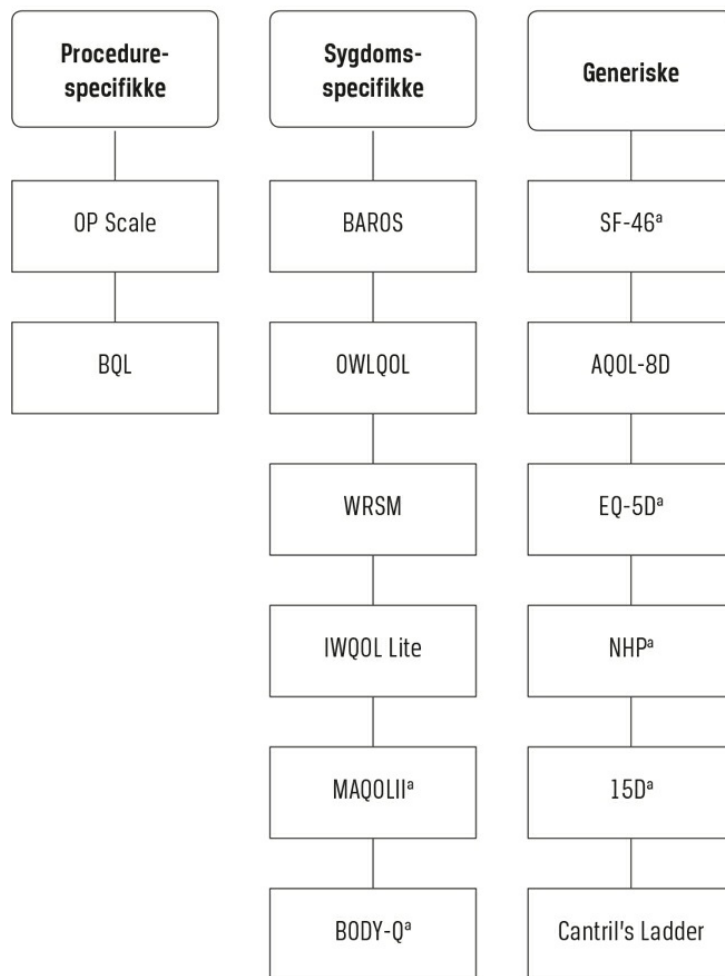 Procedure-
specifikke
OP Scale
BQL
Sygdoms-
specifikke
BAROS
OWLQOL
WRSM
IWQOL Lite
MAQOLIIᵃ
BODY-Qᵃ
Generiske
SF-46ᵃ
AQOL-8D
EQ-5Dᵃ
NHPᵃ
15Dᵃ
Cantril's Ladder